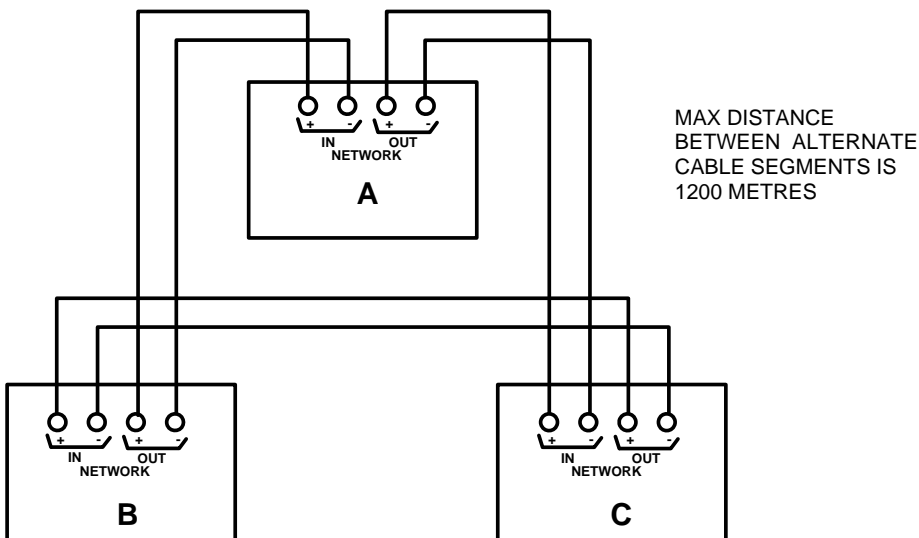 + - + -
IN OUT
NETWORK
A
MAX DISTANCE
BETWEEN ALTERNATE
CABLE SEGMENTS IS
1200 METRES
+ - + -
IN OUT
NETWORK
B
+ - + -
IN OUT
NETWORK
C